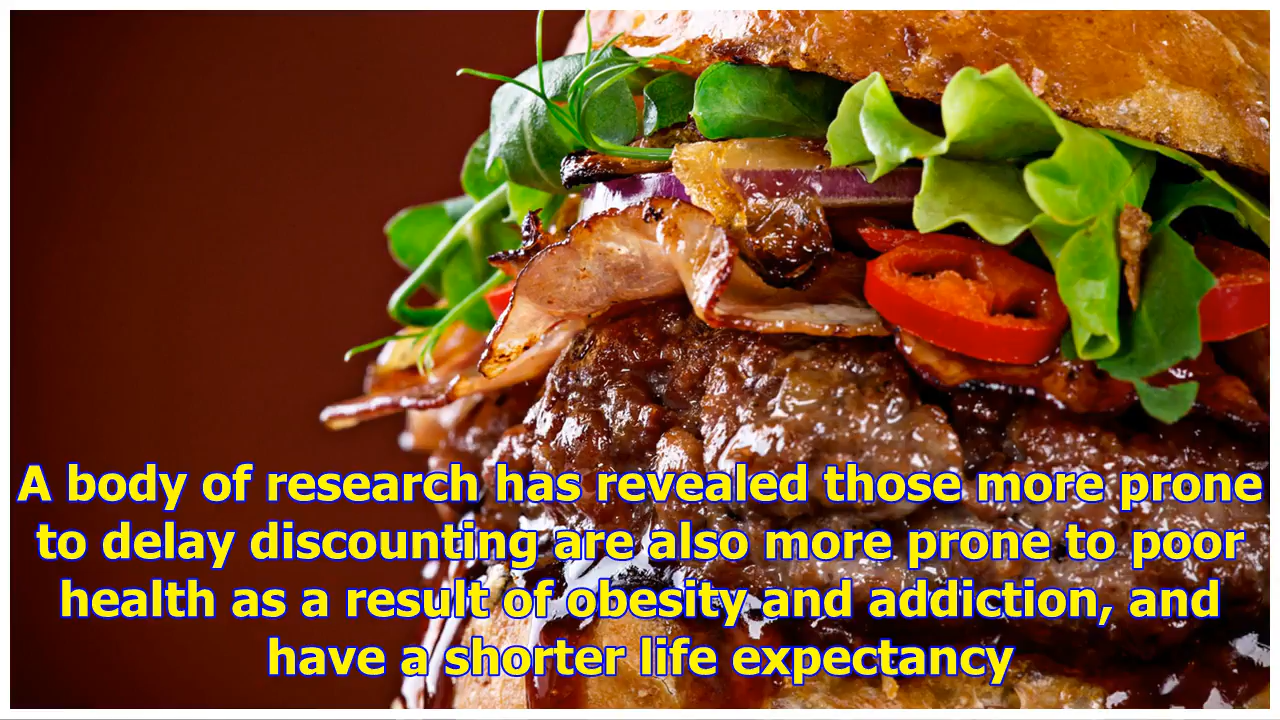 A body of research has revealed those more prone
to delay discounting are also more prone to poor
health as a result of obesity and addiction, and
have a shorter life expectancy